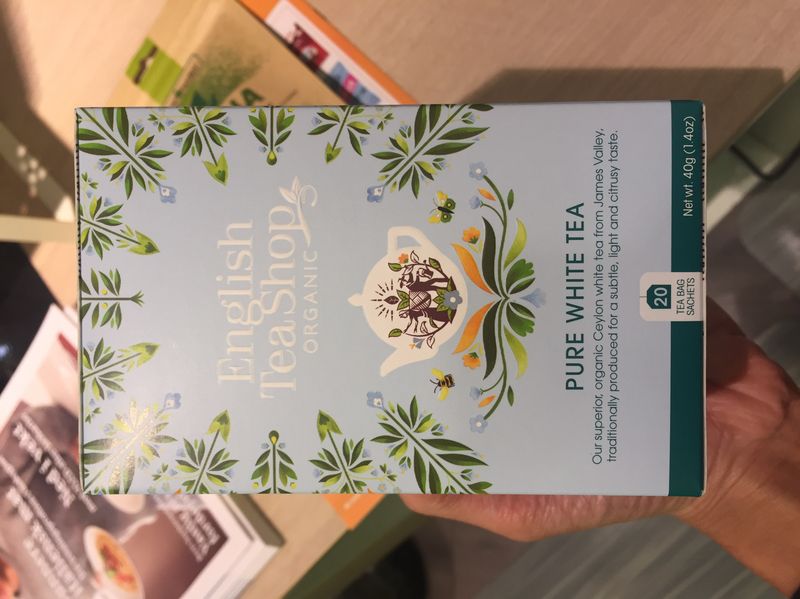 English
Tea Shop
ORGANIC
PURE WHITE TEA
Our superior, organic Ceylon white tea from James Valley,
traditionally produced for a subtle, light and citrusy taste.
20
TEA BAG
SACHETS
Net wt. 40g (1.4oz)